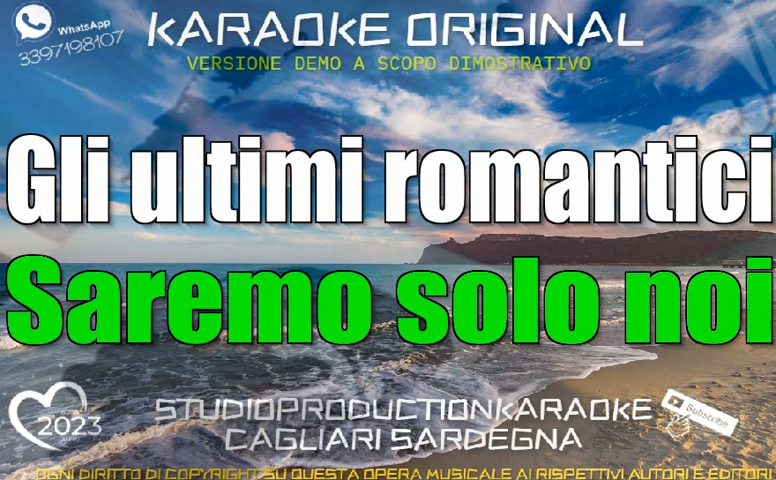 WhatsApp
3397198107
KARAOKE ORIGINAL
VERSIONE DEMO A SCOPO DIMOSTRATIVO
Gli ultimi romantici
Saremo solo noi
2023
STUDIOPRODUCTIONKARAOKE
CAGLIARI SARDEGNA
Subscribe
OGNI DIRITTO DI COPYRIGHT SU QUESTA OPERA MUSICALE AI RISPETTIVI AUTORI E EDITORI